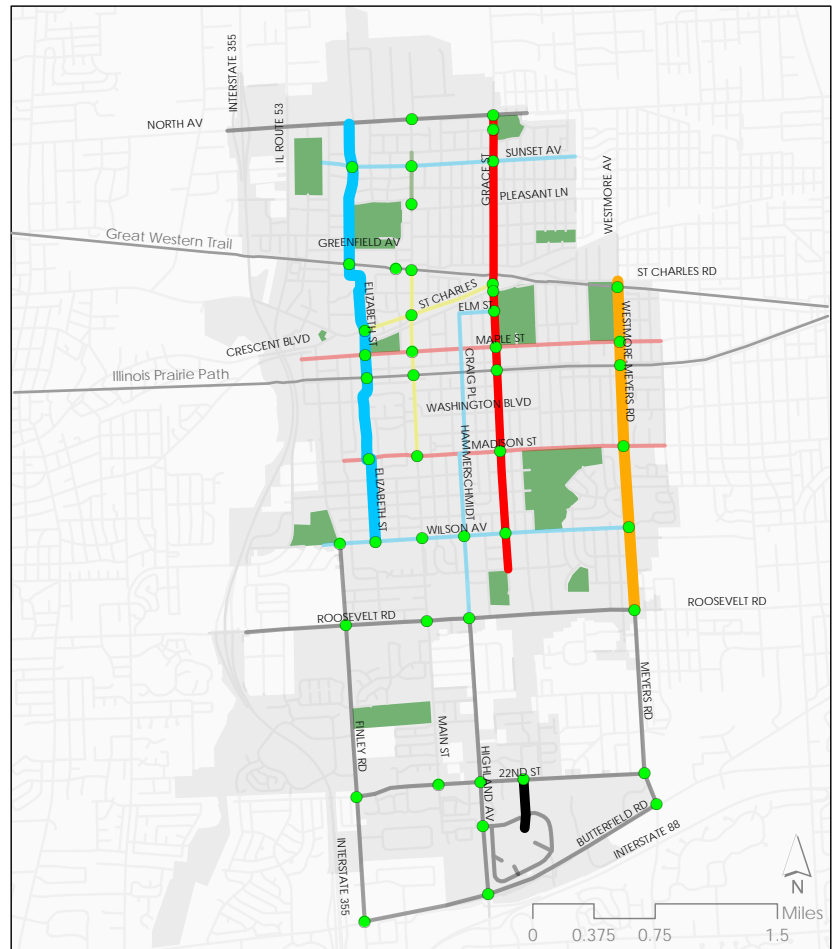 INTERSTATE 355
NORTH AV
IL ROUTE 53
GRACE ST
SUNSET AV
PLEASANT LN
WESTMORE AV
Great Western Trail
GREENFIELD AV
ST CHARLES RD
ST CHARLES
ELM ST
ELIZABETH ST
CRESCENT BLVD
MAPLE ST
WESTMORE-MEYERS RD
Illinois Prairie Path
CRAIG PL
WASHINGTON BLVD
MADISON ST
HAMMERSCHMIDT
ELIZABETH ST
WILSON AV
ROOSEVELT RD
ROOSEVELT RD
MEYERS RD
FINLEY RD
MAIN ST
HIGHLAND AV
22ND ST
BUTTERFIELD RD
INTERSTATE 88
INTERSTATE 355
N
Miles
0 0.375 0.75 1.5